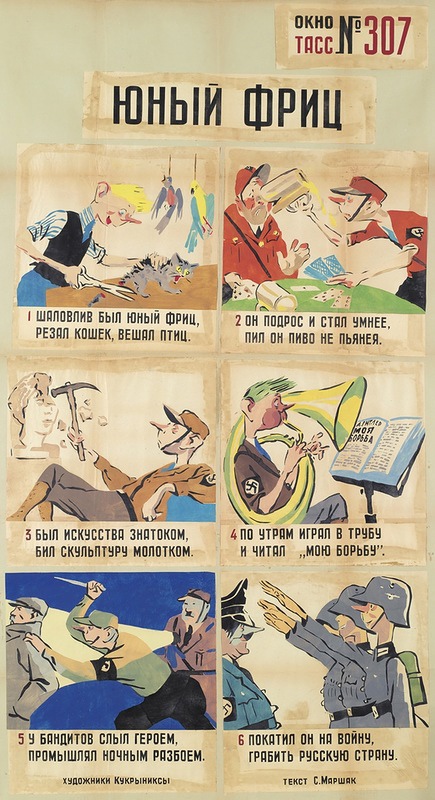 ОКНО
ТАСС № 307
ЮНЫЙ ФРИЦ
1 ШАЛОВЛИВ БЫЛ ЮНЫЙ ФРИЦ,
РЕЗАЛ КОШЕК, ВЕШАЛ ПТИЦ.
2 ОН ПОДРОС И СТАЛ УМНЕЕ,
ПИЛ ОН ПИВО НЕ ПЬЯНЕЯ.
МОЯ
БОРЬБА
3 БЫЛ ИСКУССТВА ЗНАТОКОМ,
БИЛ СКУЛЬПТУРУ МОЛОТКОМ.
4 ПО УТРАМ ИГРАЛ В ТРУБУ
И ЧИТАЛ „МОЮ БОРЬБУ".
5 У БАНДИТОВ СЛЫЛ ГЕРОЕМ,
ПРОМЫШЛЯЛ НОЧНЫМ РАЗБОЕМ.
6 ПОКАТИЛ ОН НА ВОЙНУ,
ГРАБИТЬ РУССКУЮ СТРАНУ.
ХУДОЖНИКИ КУКРЫНИКСЫ
ТЕКСТ С.МАРШАК